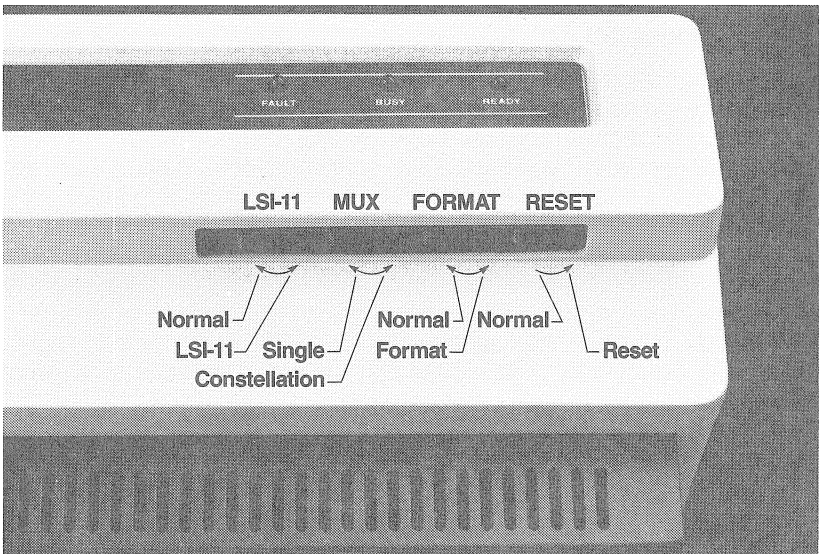 FAULT BUSY READY
LSI-11 MUX FORMAT RESET
Normal Normal Normal
LSI-11 Single Format Reset
Constellation